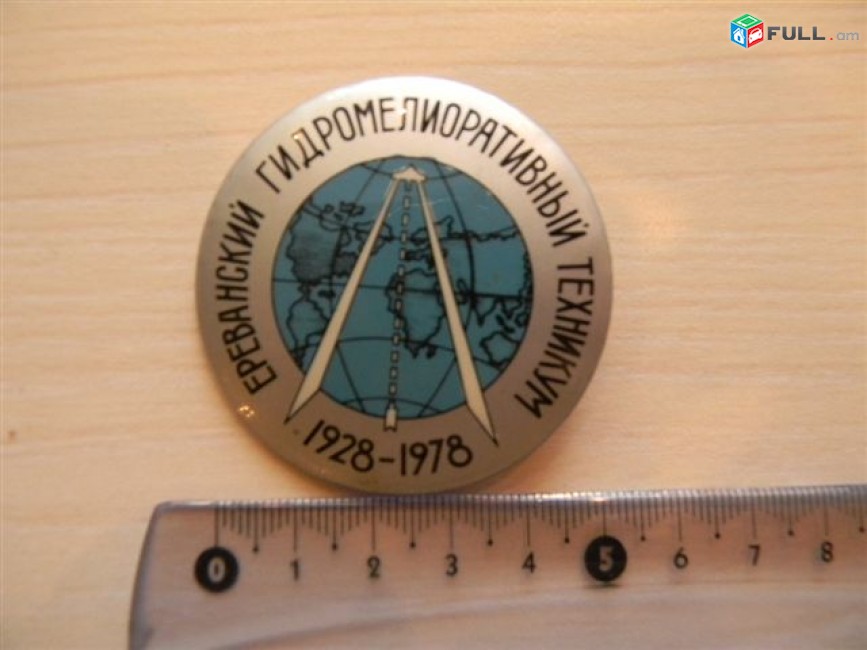 FULL.am
ЕРЕВАНСКИЙ ГИДРОМЕЛИОРАТИВНЫЙ ТЕХНИКУМ
1928-1978
0 1 2 3 4 5 6 7 8